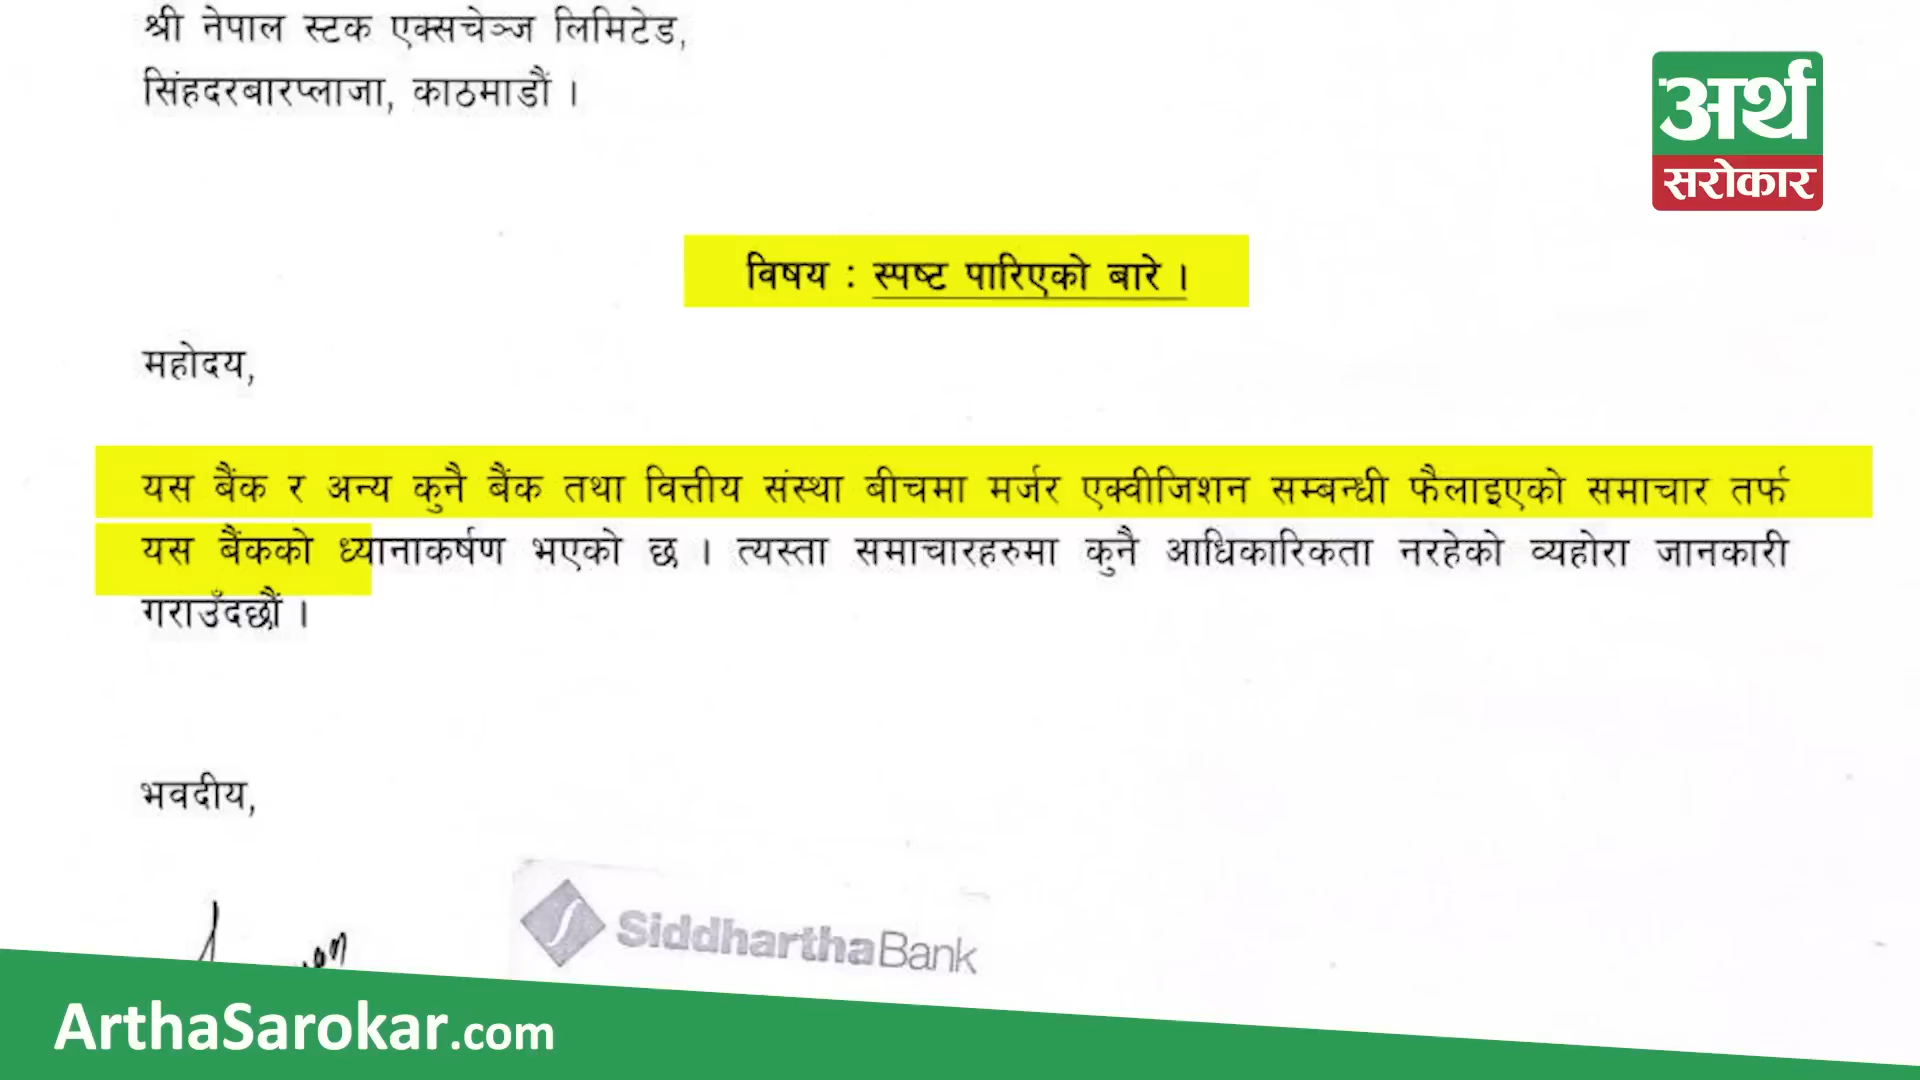 श्री नेपाल स्टक एक्सचेञ्ज लिमिटेड,
सिंहदरबारप्लाजा, काठमाडौं ।
अर्थ
सरोकार
विषय : स्पष्ट पारिएको बारे ।
महोदय,
यस बैंक र अन्य कुनै बैंक तथा वित्तीय संस्था बीचमा मर्जर एक्वीजिशन सम्बन्धी फैलाइएको समाचार तर्फ
यस बैंकको ध्यानाकर्षण भएको छ । त्यस्ता समाचारहरुमा कुनै आधिकारिकता नरहेको व्यहोरा जानकारी
गराउँदछौं ।
भवदीय,
SiddharthaBank
ArthaSarokar.com